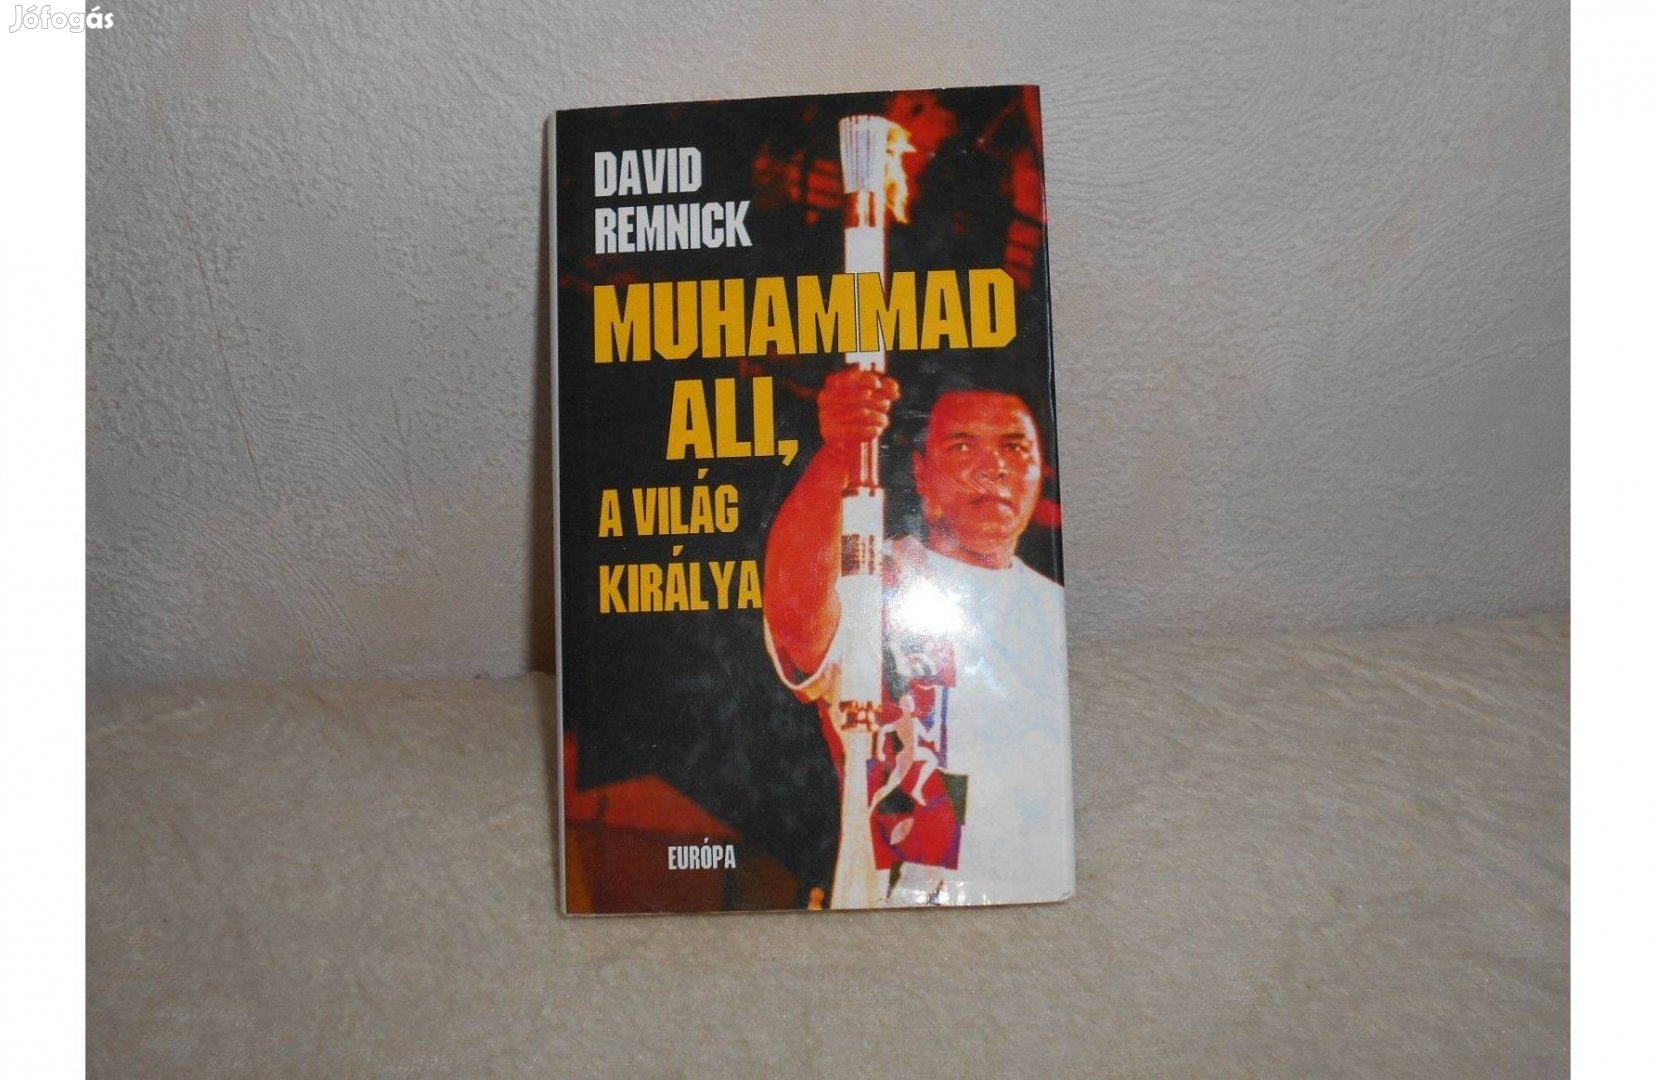 Jófogás
DAVID
REMNICK
MUHAMMAD
ALI,
A VILÁG
KIRÁLYA
EURÓPA